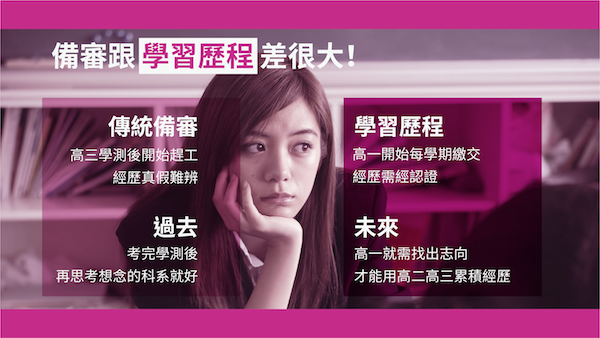 備審跟學習歷程差很大!
傳統備審
高三學測後開始趕工
經歷真假難辨
過去
考完學測後
再思考想念的科系就好
學習歷程
高一開始每學期繳交
經歷需經認證
未來
高一就需找出志向
才能用高二高三累積經歷